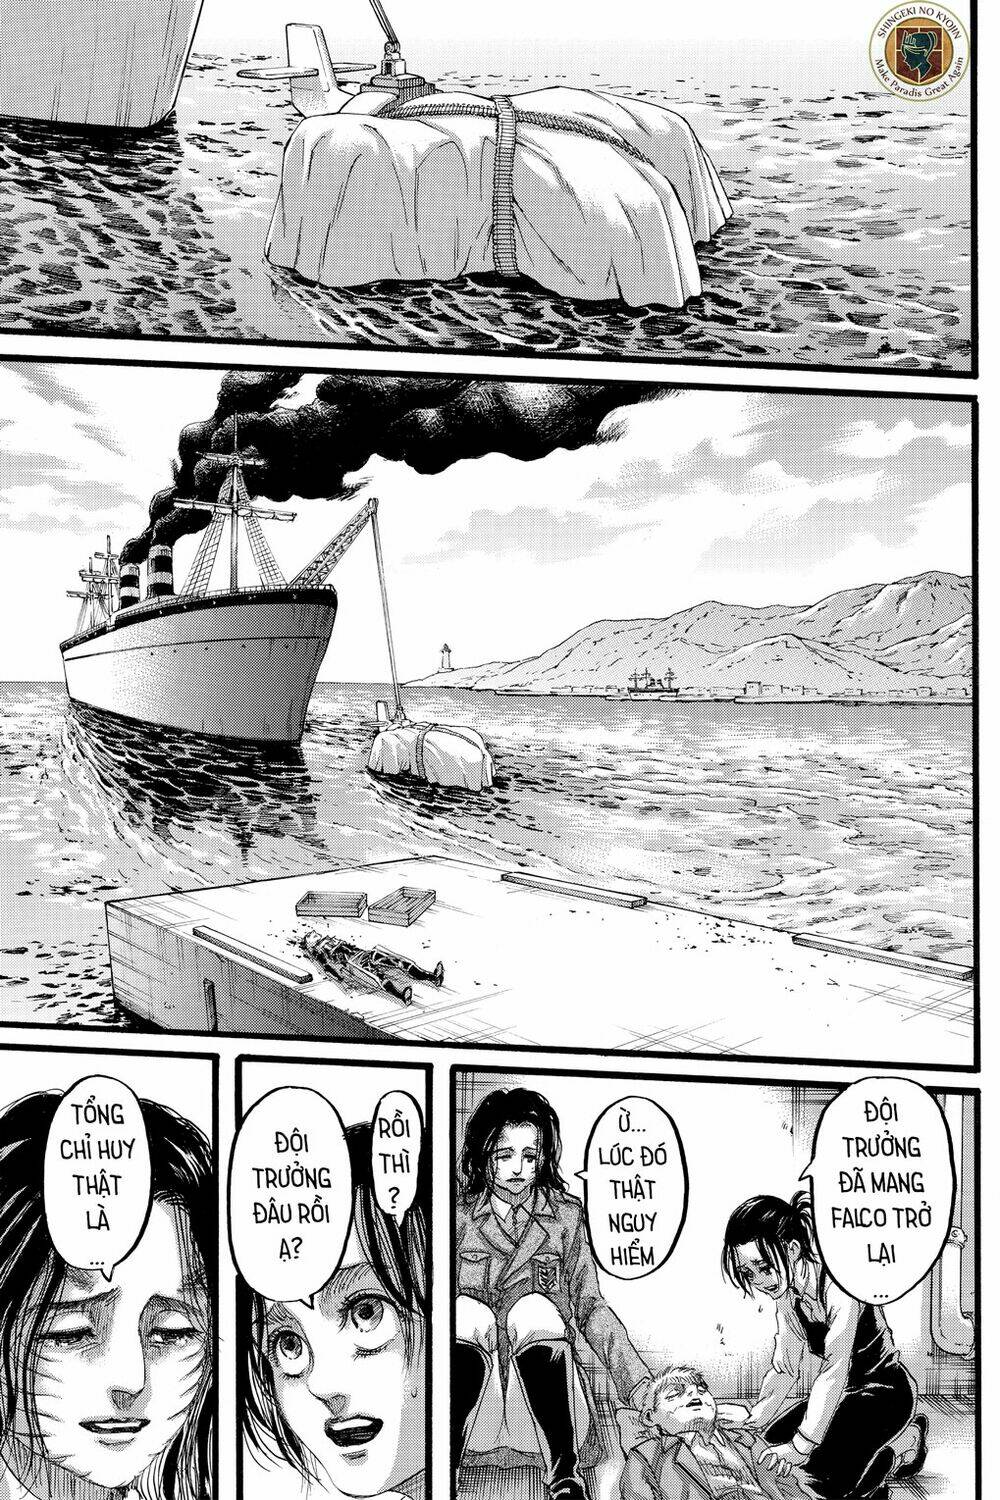 SHINGEKI NO KYOJIN
Make Paradis Great Again
ĐỘI
TRƯỞNG
ĐÃ MANG
FALCO TRỞ
LẠI
...
Ừ...
LÚC ĐÓ
THẬT
NGUY
HIỂM
RỒI
THÌ
?
ĐỘI
TRƯỞNG
ĐÂU RỒI
Ạ?
TỔNG
CHỈ HUY
THẬT
LÀ
...